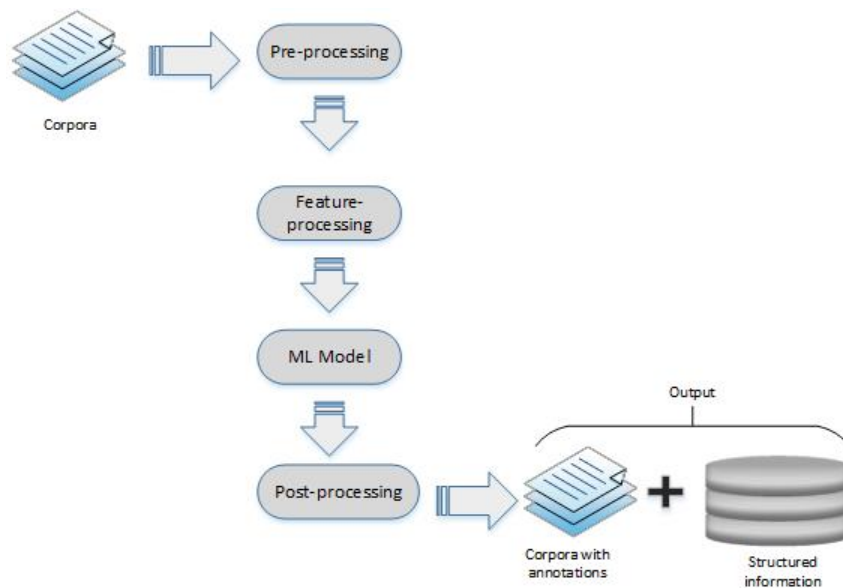 Pre-processing
Corpora
Feature-
processing
ML Model
Output
Post-processing
Corpora with
annotations
Structured
information